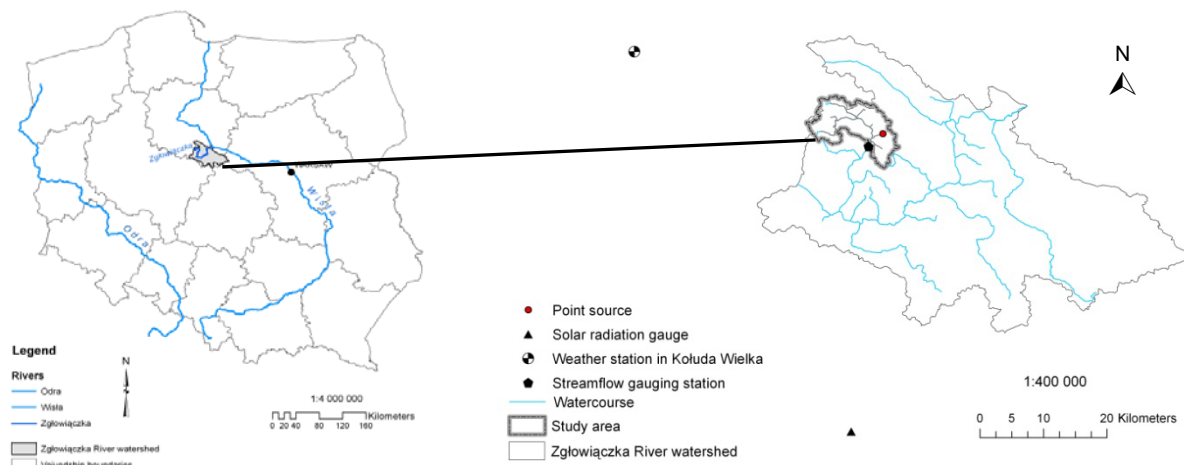 Zgłowiączka
WARSAW
Wisła
Odra
Legend
Rivers
Odra
Wisła
Zgłowiączka
Zgłowiączka River watershed
N
1:4 000 000
Kilometers
0 20 40 80 120 160
N
Point source
Solar radiation gauge
Weather station in Kołuda Wielka
Streamflow gauging station
Watercourse
Study area
Zgłowiączka River watershed
1:400 000
0 5 10 20 Kilometers